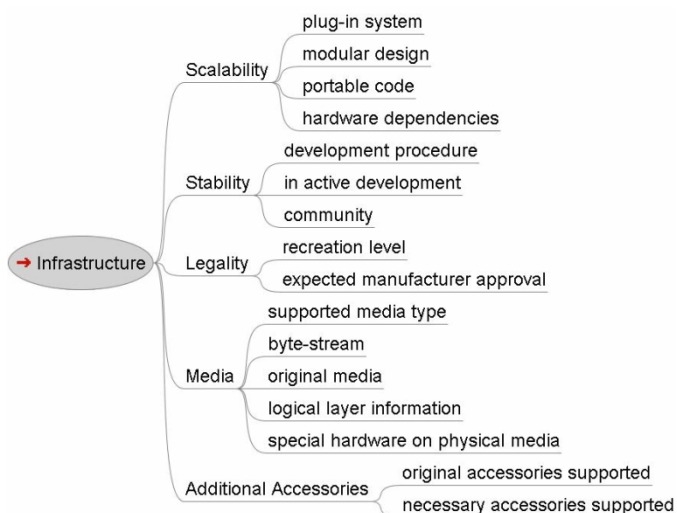 Infrastructure
Scalability
plug-in system
modular design
portable code
hardware dependencies
Stability
development procedure
in active development
community
Legality
recreation level
expected manufacturer approval
Media
supported media type
byte-stream
original media
logical layer information
special hardware on physical media
Additional Accessories
original accessories supported
necessary accessories supported